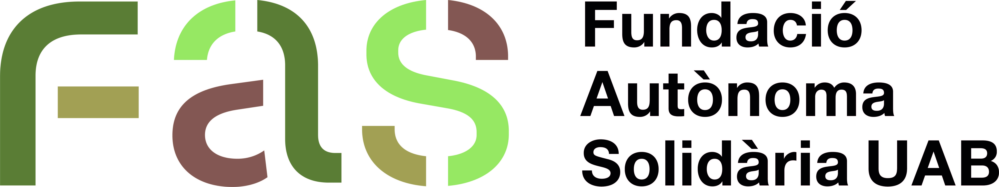 Fas
Fundació
Autònoma
Solidària UAB